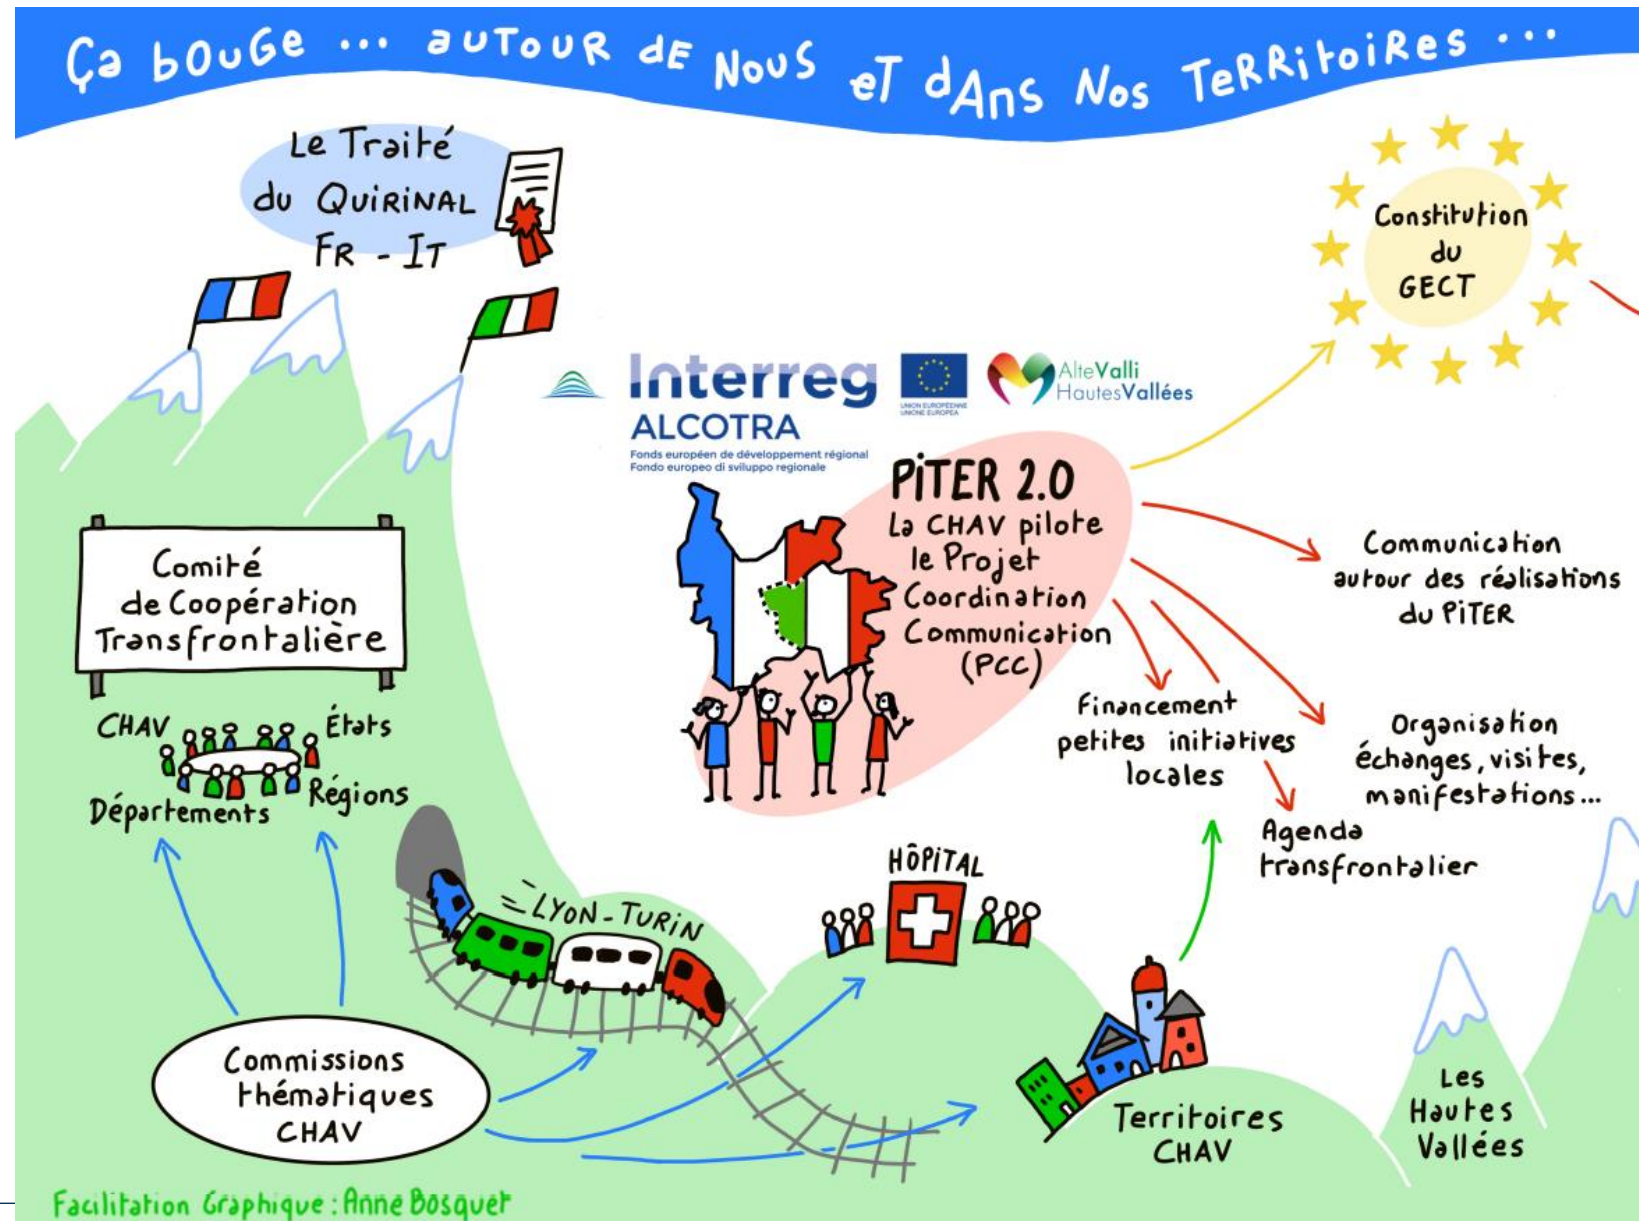 Ça bouge ... autour de nous et dans nos territoires ...
Le Traité
du Quirinal
Fr - It
Constitution
du
GECT
Interreg
ALCOTRA
Fonds européen de développement régional
Fondo europeo di sviluppo regionale
UNION EUROPÉENNE
UNIONE EUROPEA
AlteValli
HautesVallées
PiTER 2.0
La CHAV pilote
le Projet
Coordination
Communication
(PCC)
Communication
autour des réalisations
du PiTER
Comité
de Coopération
Transfrontalière
CHAV
États
Départements
Régions
Financement
petites initiatives
locales
Organisation
échanges, visites,
manifestations...
Agenda
transfrontalier
HÔPITAL
LYON-TURiN
Commissions
thématiques
CHAV
Territoires
CHAV
Les
Hautes
Vallées
Facilitation Graphique : Anne Bosquet